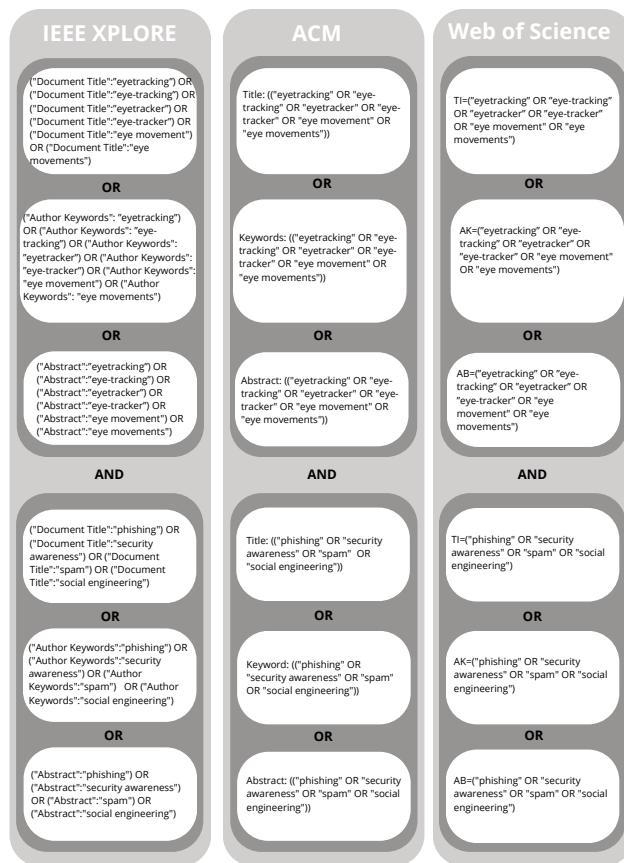 IEEE XPLORE
("Document Title":”eyetracking”) OR
("Document Title":”eye-tracking”) OR
("Document Title":”eyetracker”) OR
("Document Title":”eye-tracker”) OR
("Document Title":"eye movement")
OR ("Document Title":"eye
movements")
OR
("Author Keywords": ”eyetracking”)
OR ("Author Keywords": ”eye-
tracking”) OR ("Author Keywords":
”eyetracker”) OR ("Author Keywords":
”eye-tracker”) OR ("Author Keywords":
"eye movement") OR ("Author
Keywords": "eye movements")
OR
("Abstract":”eyetracking”) OR
("Abstract":”eye-tracking”) OR
("Abstract":”eyetracker”) OR
("Abstract":”eye-tracker”) OR
("Abstract":"eye movement") OR
("Abstract":"eye movements")
AND
("Document Title":"phishing") OR
("Document Title":"security
awareness") OR ("Document
Title":"spam") OR ("Document
Title":"social engineering")
OR
("Author Keywords":"phishing") OR
("Author Keywords":"security
awareness") OR ("Author
Keywords":"spam") OR ("Author
Keywords":"social engineering")
OR
("Abstract":"phishing") OR
("Abstract":"security awareness")
OR ("Abstract":"spam") OR
("Abstract":"social engineering")
ACM
Title: (("eyetracking" OR "eye-
tracking" OR "eyetracker" OR "eye-
tracker" OR "eye movement" OR
"eye movements"))
OR
Keywords: (("eyetracking" OR "eye-
tracking" OR "eyetracker" OR "eye-
tracker" OR "eye movement" OR
"eye movements"))
OR
Abstract: (("eyetracking" OR "eye-
tracking" OR "eyetracker" OR "eye-
tracker" OR "eye movement" OR
"eye movements"))
AND
Title: (("phishing" OR "security
awareness" OR "spam" OR
"social engineering"))
OR
Keyword: (("phishing" OR
"security awareness" OR "spam"
OR "social engineering"))
OR
Abstract: (("phishing" OR "security
awareness" OR "spam" OR "social
engineering"))
Web of Science
TI=(”eyetracking” OR ”eye-tracking”
OR ”eyetracker” OR ”eye-tracker”
OR "eye movement" OR "eye
movements")
OR
AK=(”eyetracking” OR ”eye-
tracking” OR ”eyetracker” OR
”eye-tracker” OR "eye movement"
OR "eye movements")
OR
AB=(”eyetracking” OR ”eye-
tracking” OR ”eyetracker” OR
”eye-tracker” OR "eye
movement" OR "eye
movements")
AND
TI=("phishing" OR "security
awareness" OR "spam" OR "social
engineering")
OR
AK=("phishing" OR "security
awareness" OR "spam" OR "social
engineering")
OR
AB=("phishing" OR "security
awareness" OR "spam" OR "social
engineering")